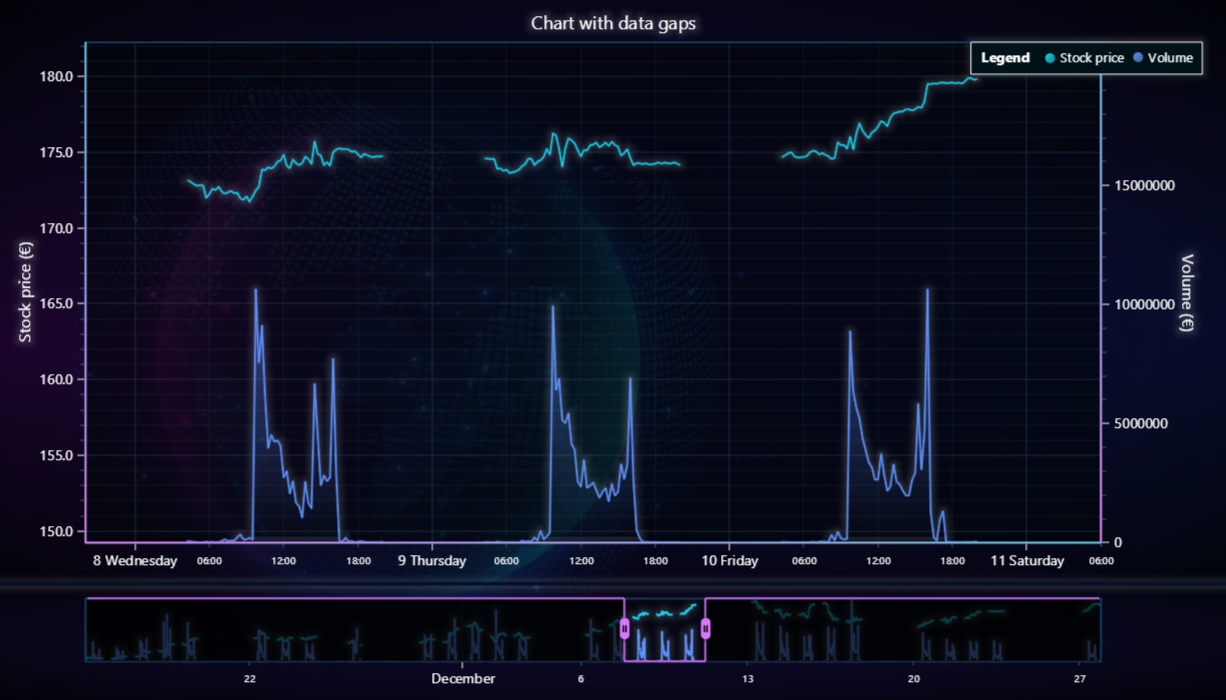 Chart with data gaps
Legend Stock price Volume
180.0
175.0
170.0
165.0
160.0
155.0
150.0
Stock price (€)
15000000
10000000
5000000
0
Volume (€)
8 Wednesday 06:00 12:00 18:00 9 Thursday 06:00 12:00 18:00 10 Friday 06:00 12:00 18:00 11 Saturday 06:00
22 December 6 13 20 27